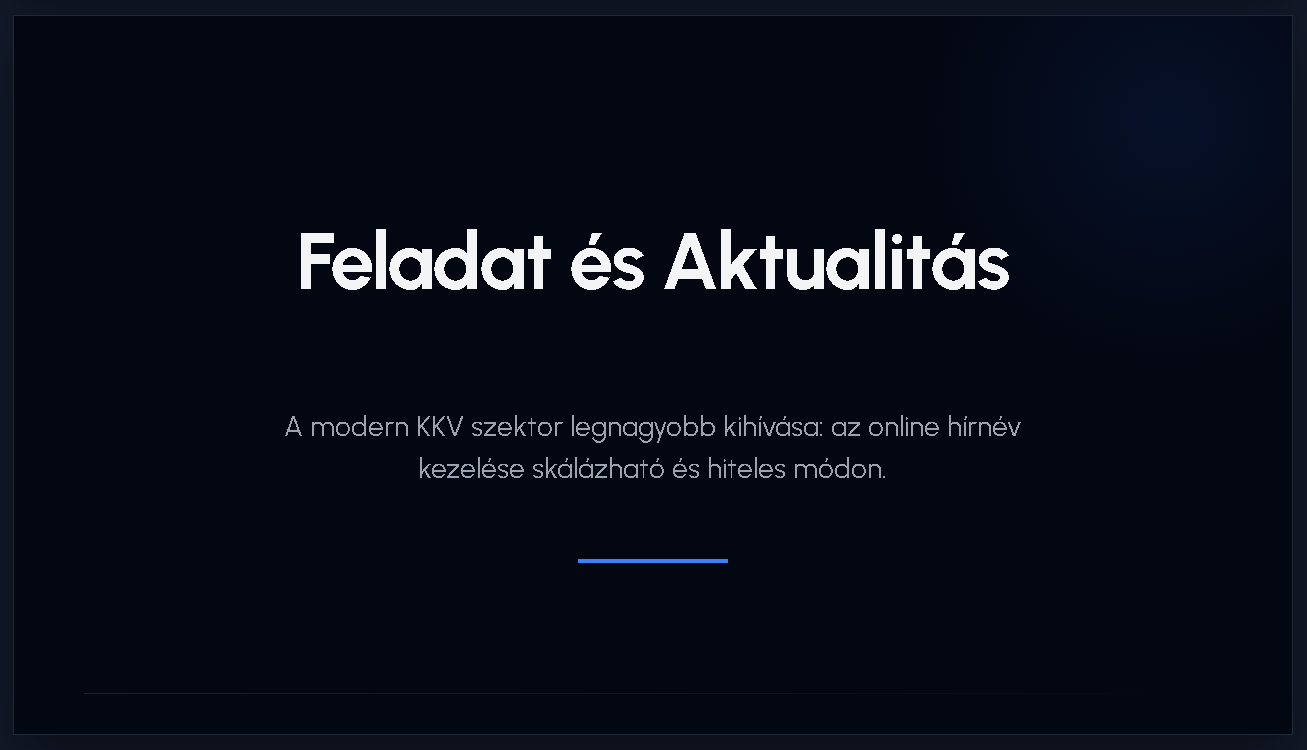 Feladat és Aktualitás
A modern KKV szektor legnagyobb kihívása: az online hírnév
kezelése skálázható és hiteles módon.